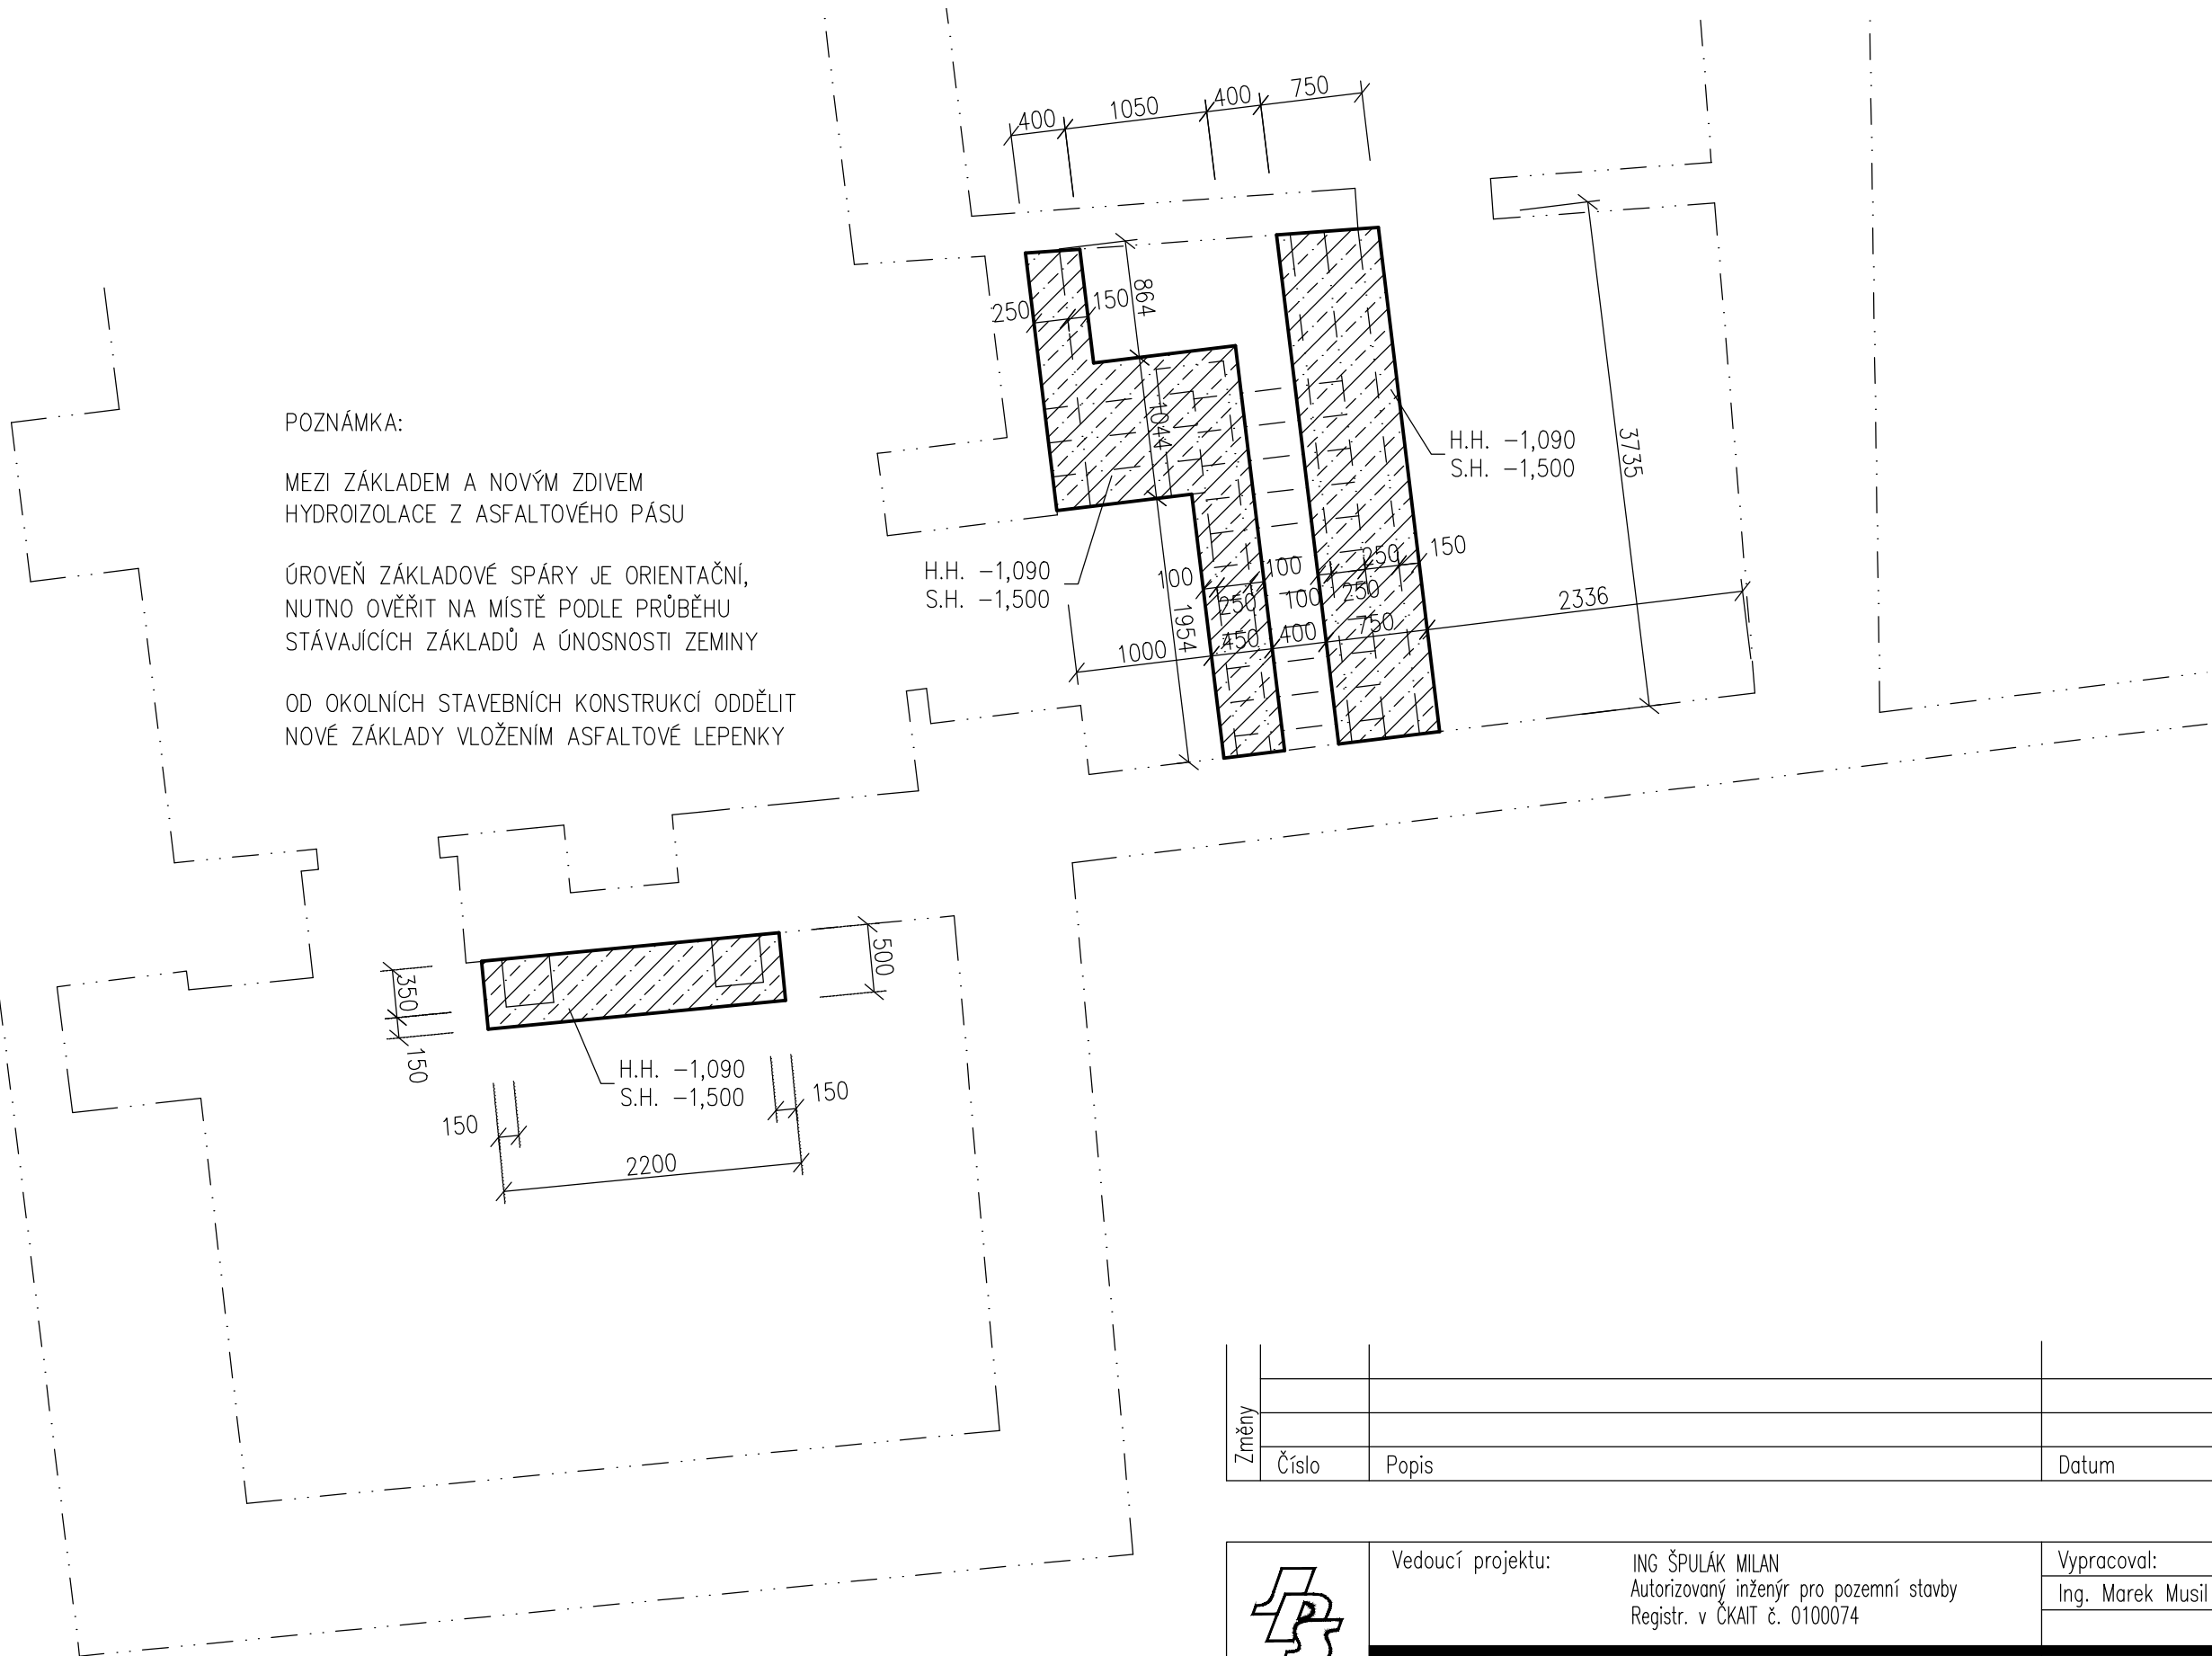 400
1050
400
750
864
250
150
1044
3735
POZNÁMKA:
MEZI ZÁKLADEM A NOVÝM ZDIVEM
HYDROIZOLACE Z ASFALTOVÉHO PÁSU
ÚROVEŇ ZÁKLADOVÉ SPÁRY JE ORIENTAČNÍ,
NUTNO OVĚŘIT NA MÍSTĚ PODLE PRŮBĚHU
STÁVAJÍCÍCH ZÁKLADŮ A ÚNOSNOSTI ZEMINY
OD OKOLNÍCH STAVEBNÍCH KONSTRUKCÍ ODDĚLIT
NOVÉ ZÁKLADY VLOŽENÍM ASFALTOVÉ LEPENKY
H.H. −1,090
S.H. −1,500
H.H. −1,090
S.H. −1,500
100
100
250
150
250
100
250
1954
2336
1000
450
400
750
500
350
150
H.H. −1,090
S.H. −1,500
150
150
2200
Změny
Číslo
Popis
Datum
Vedoucí projektu:
ING ŠPULÁK MILAN
Autorizovaný inženýr pro pozemní stavby
Registr. v ČKAIT č. 0100074
Vypracoval:
Ing. Marek Musil
SPS